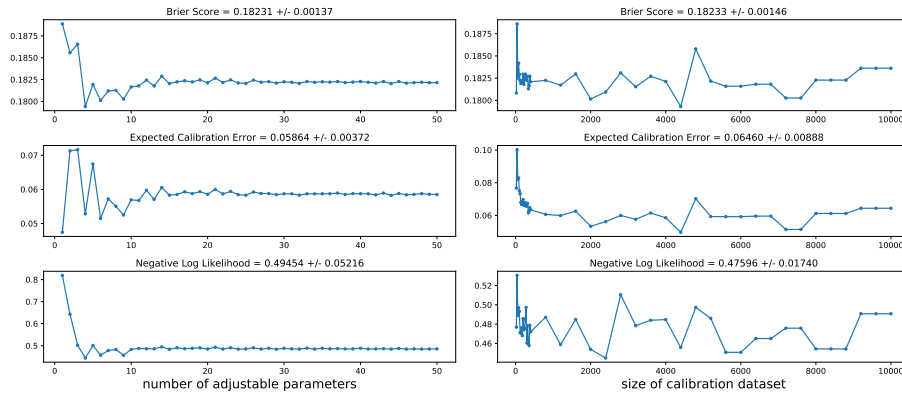 Brier Score = 0.18231 +/- 0.00137
0.1875
0.1850
0.1825
0.1800
0 10 20 30 40 50
Expected Calibration Error = 0.05864 +/- 0.00372
0.07
0.06
0.05
0 10 20 30 40 50
Negative Log Likelihood = 0.49454 +/- 0.05216
0.8
0.7
0.6
0.5
0 10 20 30 40 50
number of adjustable parameters
Brier Score = 0.18233 +/- 0.00146
0.1875
0.1850
0.1825
0.1800
0 2000 4000 6000 8000 10000
Expected Calibration Error = 0.06460 +/- 0.00888
0.10
0.08
0.06
0 2000 4000 6000 8000 10000
Negative Log Likelihood = 0.47596 +/- 0.01740
0.52
0.50
0.48
0.46
0 2000 4000 6000 8000 10000
size of calibration dataset